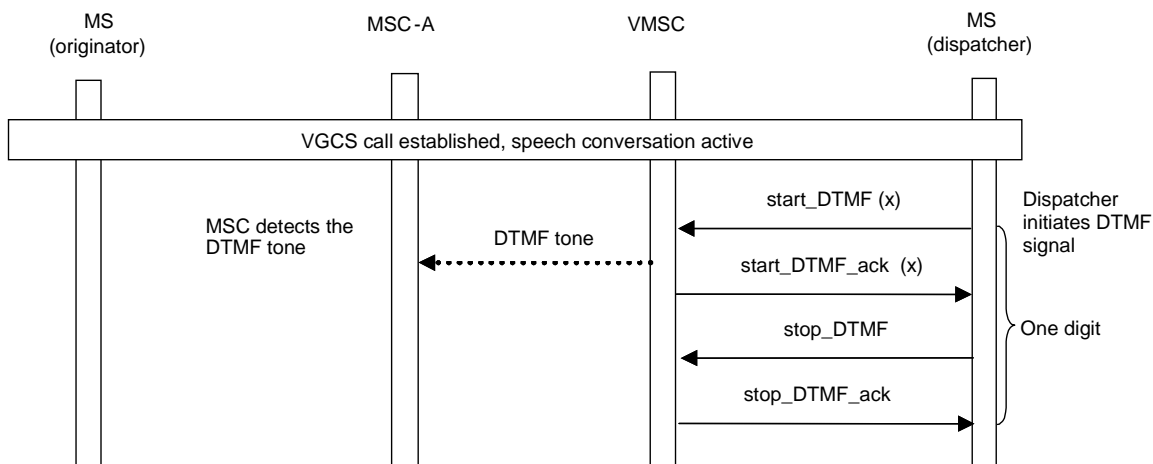 MS
(originator)
MSC-A
VMSC
MS
(dispatcher)
VGCS call established, speech conversation active
start_DTMF (x)
Dispatcher
initiates DTMF
signal
MSC detects the
DTMF tone
DTMF tone
start_DTMF_ack (x)
stop_DTMF
One digit
stop_DTMF_ack